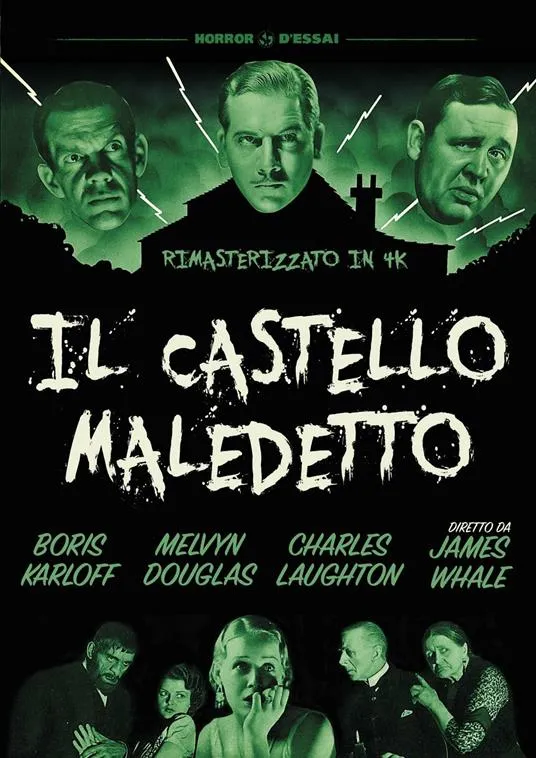 HORROR D'ESSAI
RIMASTERIZZATO IN 4K
IL CASTELLO
MALEDETTO
BORIS KARLOFF
MELVYN DOUGLAS
CHARLES LAUGHTON
DIRETTO DA
JAMES WHALE